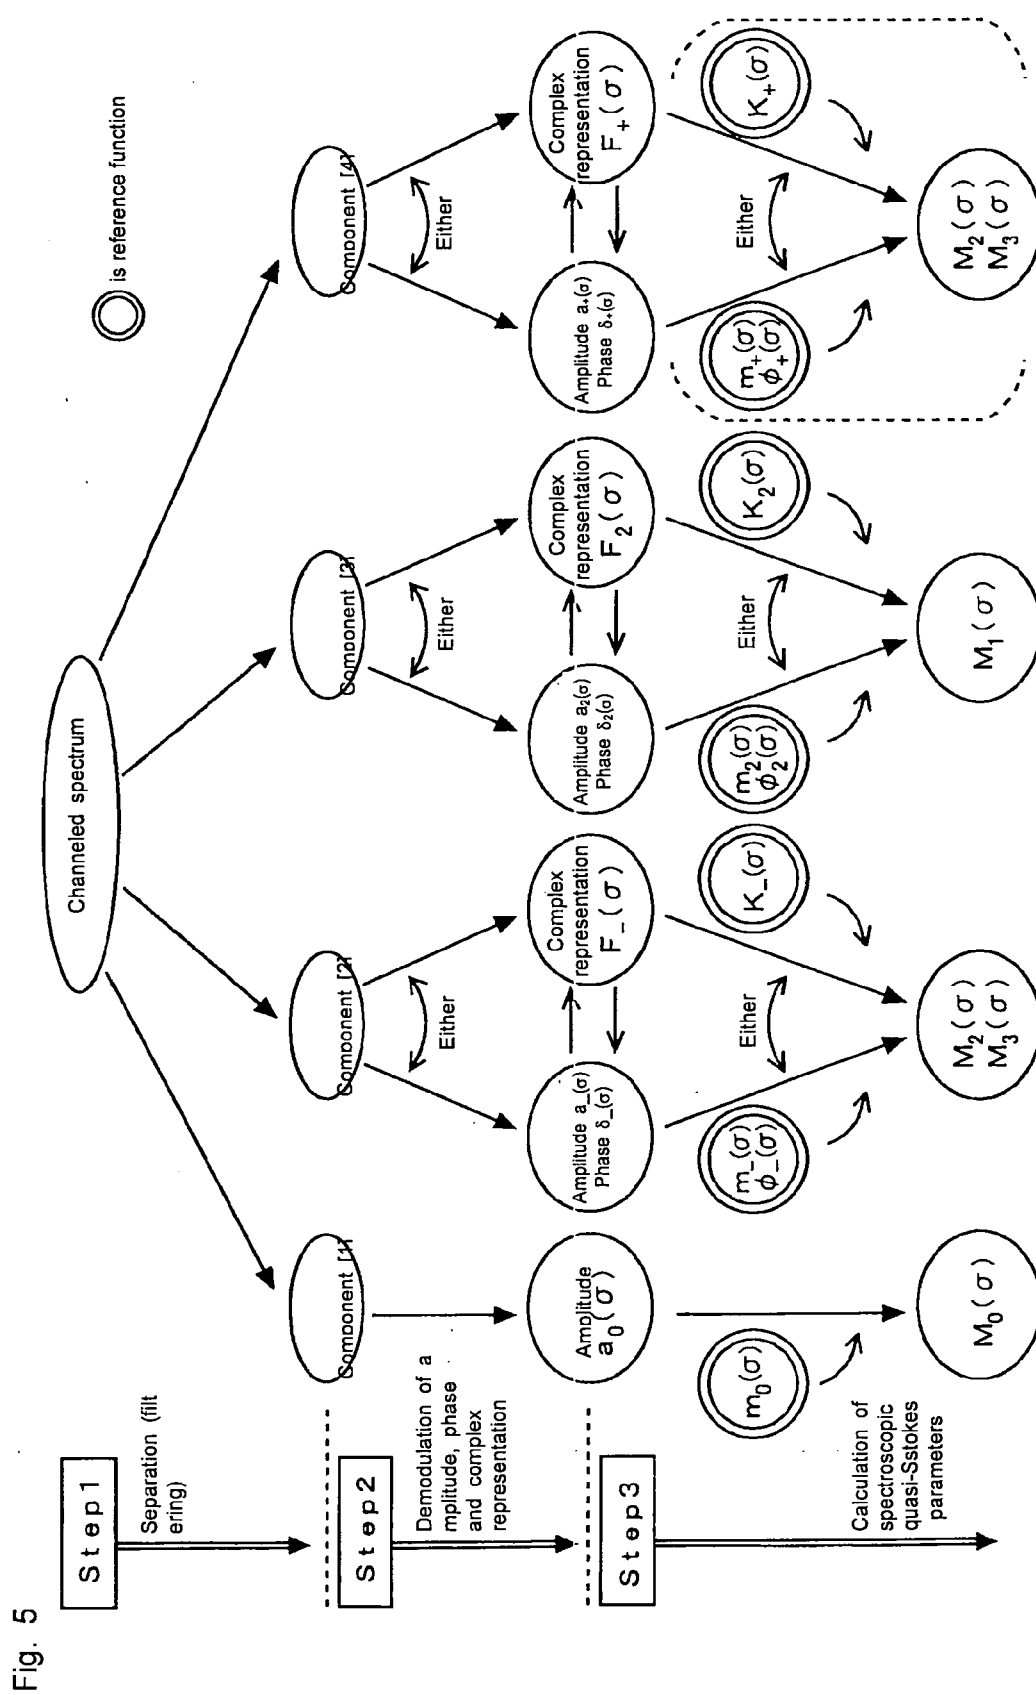 Fig. 5
Step1
Separation (filt
ering)
Step2
Demodulation of a
mplitude, phase
and complex
representation
Step3
Calculation of
spectroscopic
quasi-Sstokes
parameters
Channeled spectrum
is reference function
Component [1]
Component [2]
Component [3]
Component [4]
Either
Either
Either
Amplitude
a₀(σ)
Amplitude a₋(σ)
Phase δ₋(σ)
Complex
representation
F₋(σ)
Amplitude a₂(σ)
Phase δ₂(σ)
Complex
representation
F₂(σ)
Amplitude a₊(σ)
Phase δ₊(σ)
Complex
representation
F₊(σ)
m₀(σ)
m₋(σ)
ϕ₋(σ)
Either
K₋(σ)
m₂(σ)
ϕ₂(σ)
Either
K₂(σ)
m₊(σ)
ϕ₊(σ)
Either
K₊(σ)
M₀(σ)
M₂(σ)
M₃(σ)
M₁(σ)
M₂(σ)
M₃(σ)